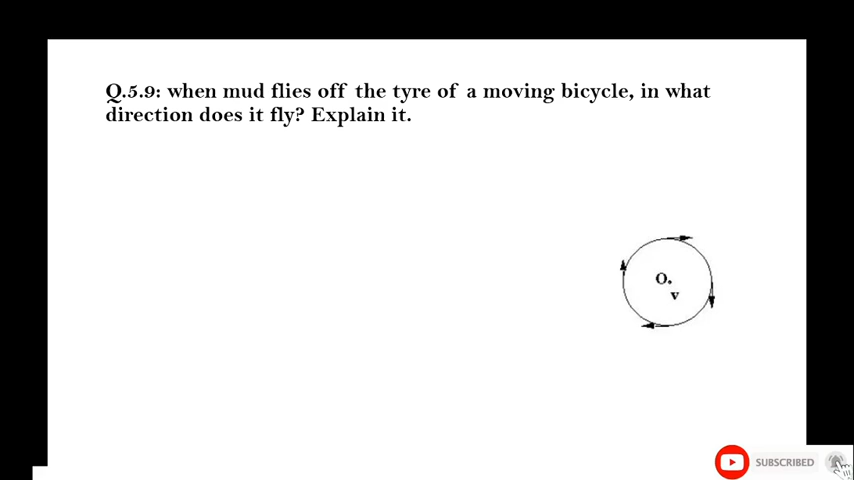 Q.5.9: when mud flies off the tyre of a moving bicycle, in what
direction does it fly? Explain it.
O.
v
SUBSCRIBED